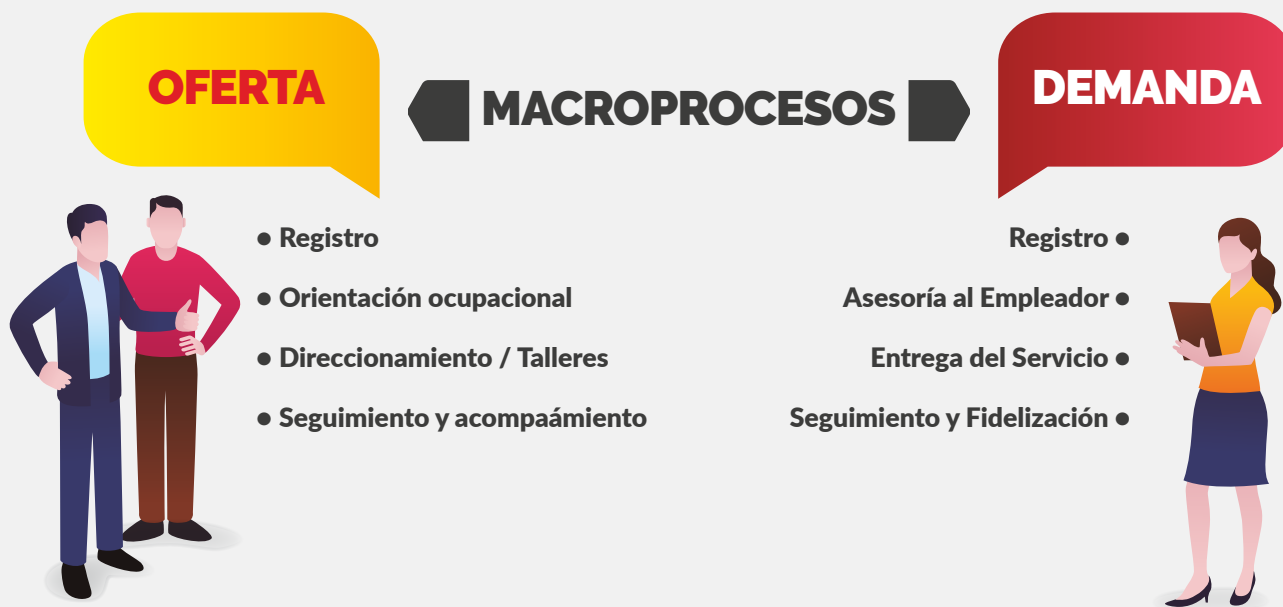 OFERTA
MACROPROCESOS
DEMANDA
• Registro
• Orientación ocupacional
• Direccionamiento / Talleres
• Seguimiento y acompaámiento
Registro •
Asesoría al Empleador •
Entrega del Servicio •
Seguimiento y Fidelización •